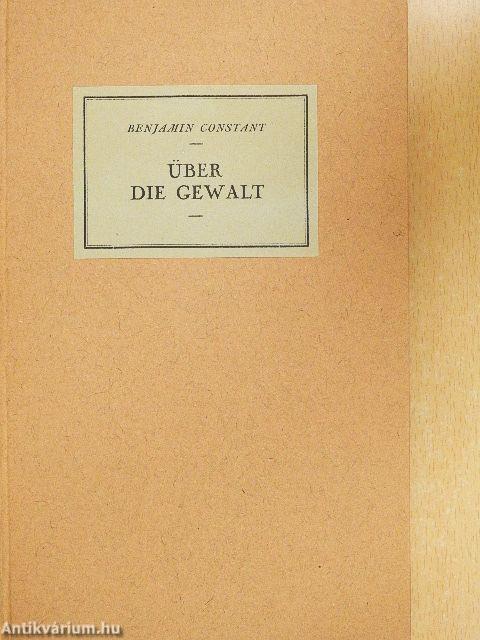 BENJAMIN CONSTANT
ÜBER
DIE GEWALT
Antikvárium.hu